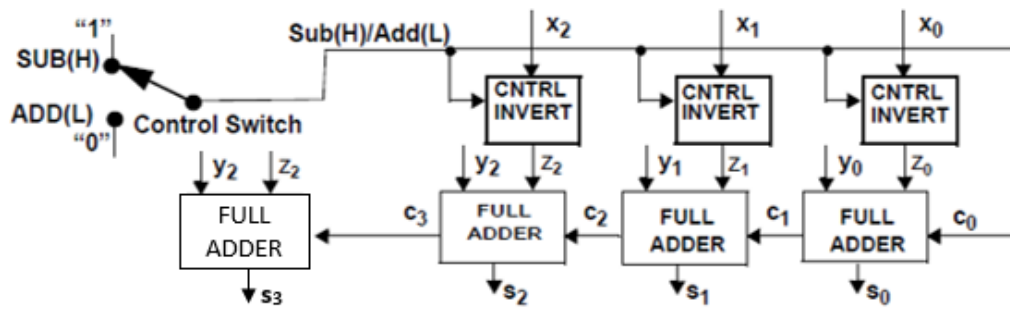 “1”
SUB(H)
ADD(L)
“0”
Control Switch
Sub(H)/Add(L)
x2
x1
x0
CNTRL
INVERT
CNTRL
INVERT
CNTRL
INVERT
y2
z2
y2
z2
y1
z1
y0
z0
FULL
ADDER
c3
FULL
ADDER
c2
FULL
ADDER
c1
FULL
ADDER
c0
s3
s2
s1
s0